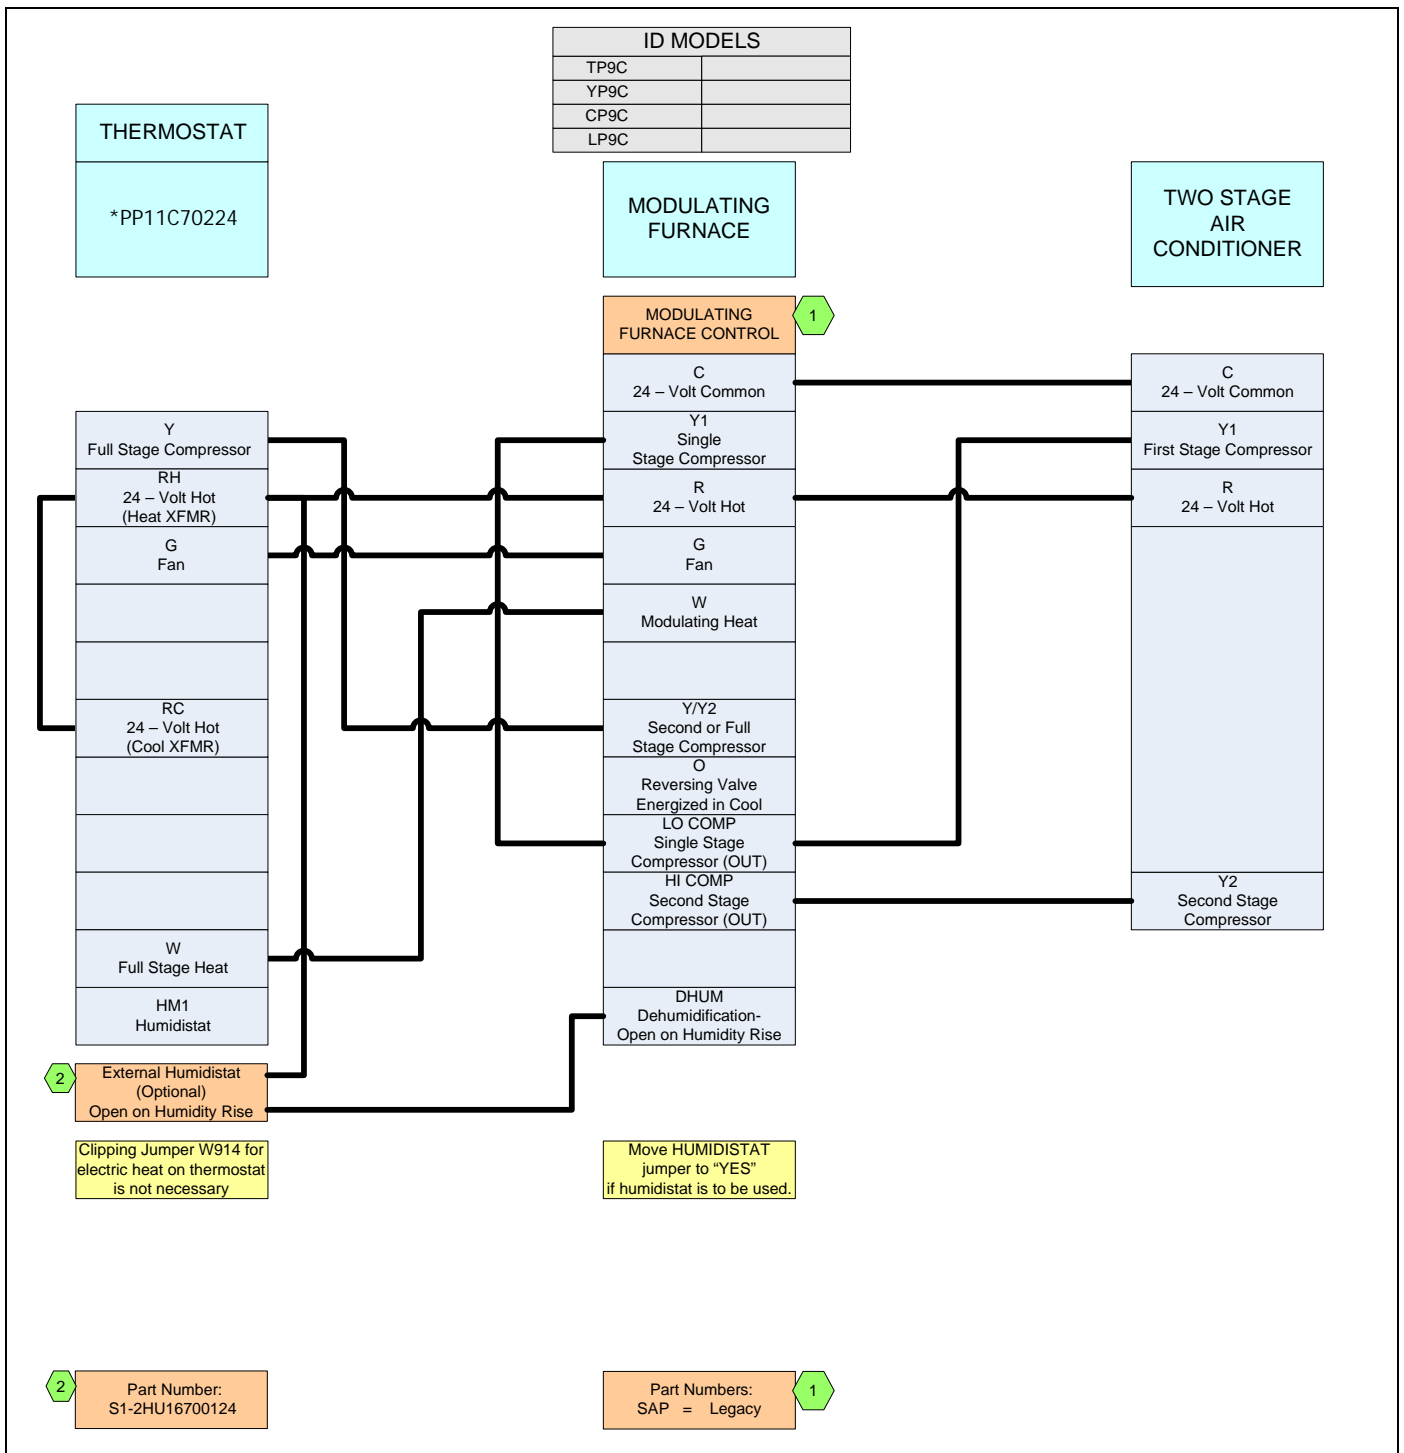 ID MODELS
TP9C
YP9C
CP9C
LP9C
THERMOSTAT
*PP11C70224
MODULATING
FURNACE
TWO STAGE
AIR
CONDITIONER
MODULATING
FURNACE CONTROL
1
C
24 – Volt Common
Y1
Single
Stage Compressor
R
24 – Volt Hot
G
Fan
W
Modulating Heat
Y/Y2
Second or Full
Stage Compressor
O
Reversing Valve
Energized in Cool
LO COMP
Single Stage
Compressor (OUT)
HI COMP
Second Stage
Compressor (OUT)
DHUM
Dehumidification-
Open on Humidity Rise
C
24 – Volt Common
Y1
First Stage Compressor
R
24 – Volt Hot
Y2
Second Stage
Compressor
Y
Full Stage Compressor
RH
24 – Volt Hot
(Heat XFMR)
G
Fan
RC
24 – Volt Hot
(Cool XFMR)
W
Full Stage Heat
HM1
Humidistat
2
External Humidistat
(Optional)
Open on Humidity Rise
Clipping Jumper W914 for
electric heat on thermostat
is not necessary
Move HUMIDISTAT
jumper to “YES”
if humidistat is to be used.
2
Part Number:
S1-2HU16700124
Part Numbers:
SAP = Legacy
1